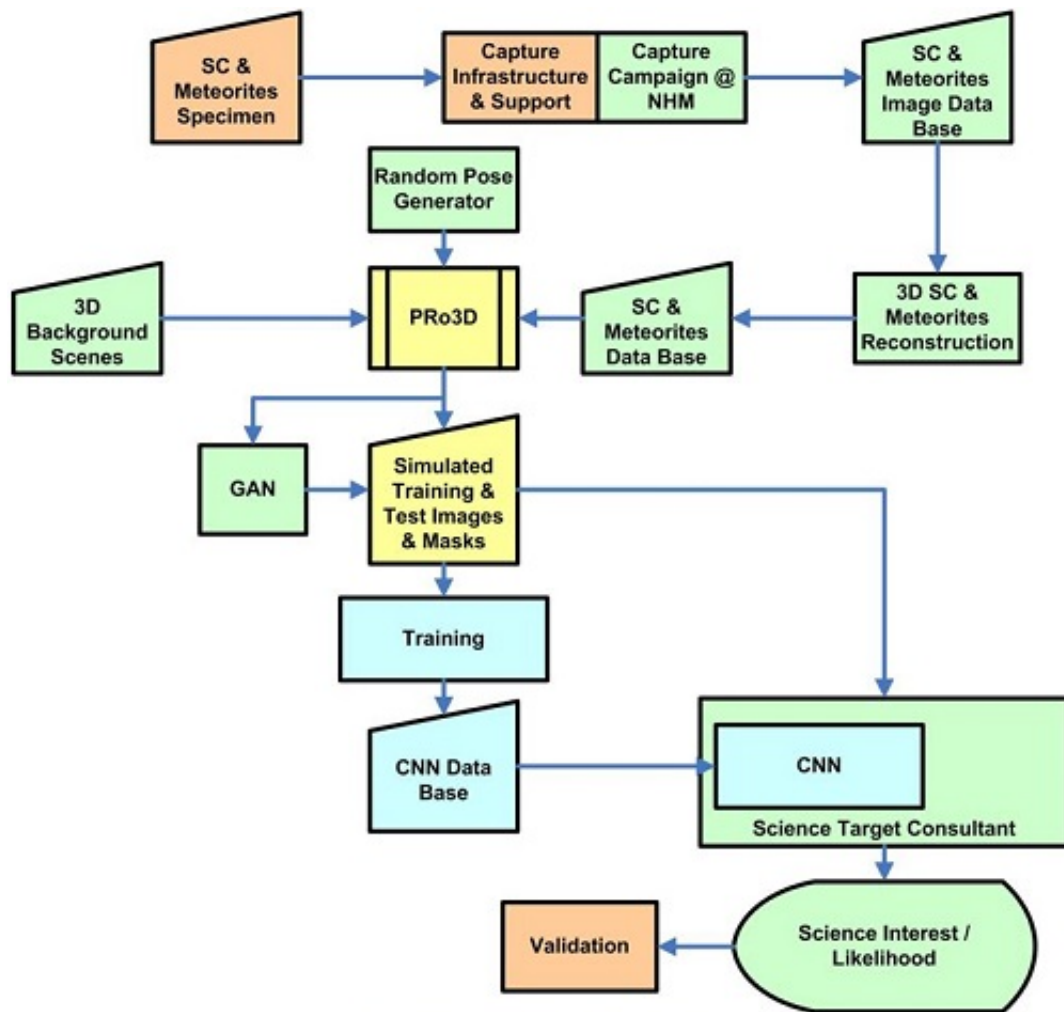 SC &
Meteorites
Specimen
Capture
Infrastructure
& Support
Capture
Campaign @
NHM
SC &
Meteorites
Image Data
Base
Random Pose
Generator
3D
Background
Scenes
PRo3D
SC &
Meteorites
Data Base
3D SC &
Meteorites
Reconstruction
GAN
Simulated
Training &
Test Images
& Masks
Training
CNN Data
Base
CNN
Science Target Consultant
Validation
Science Interest /
Likelihood